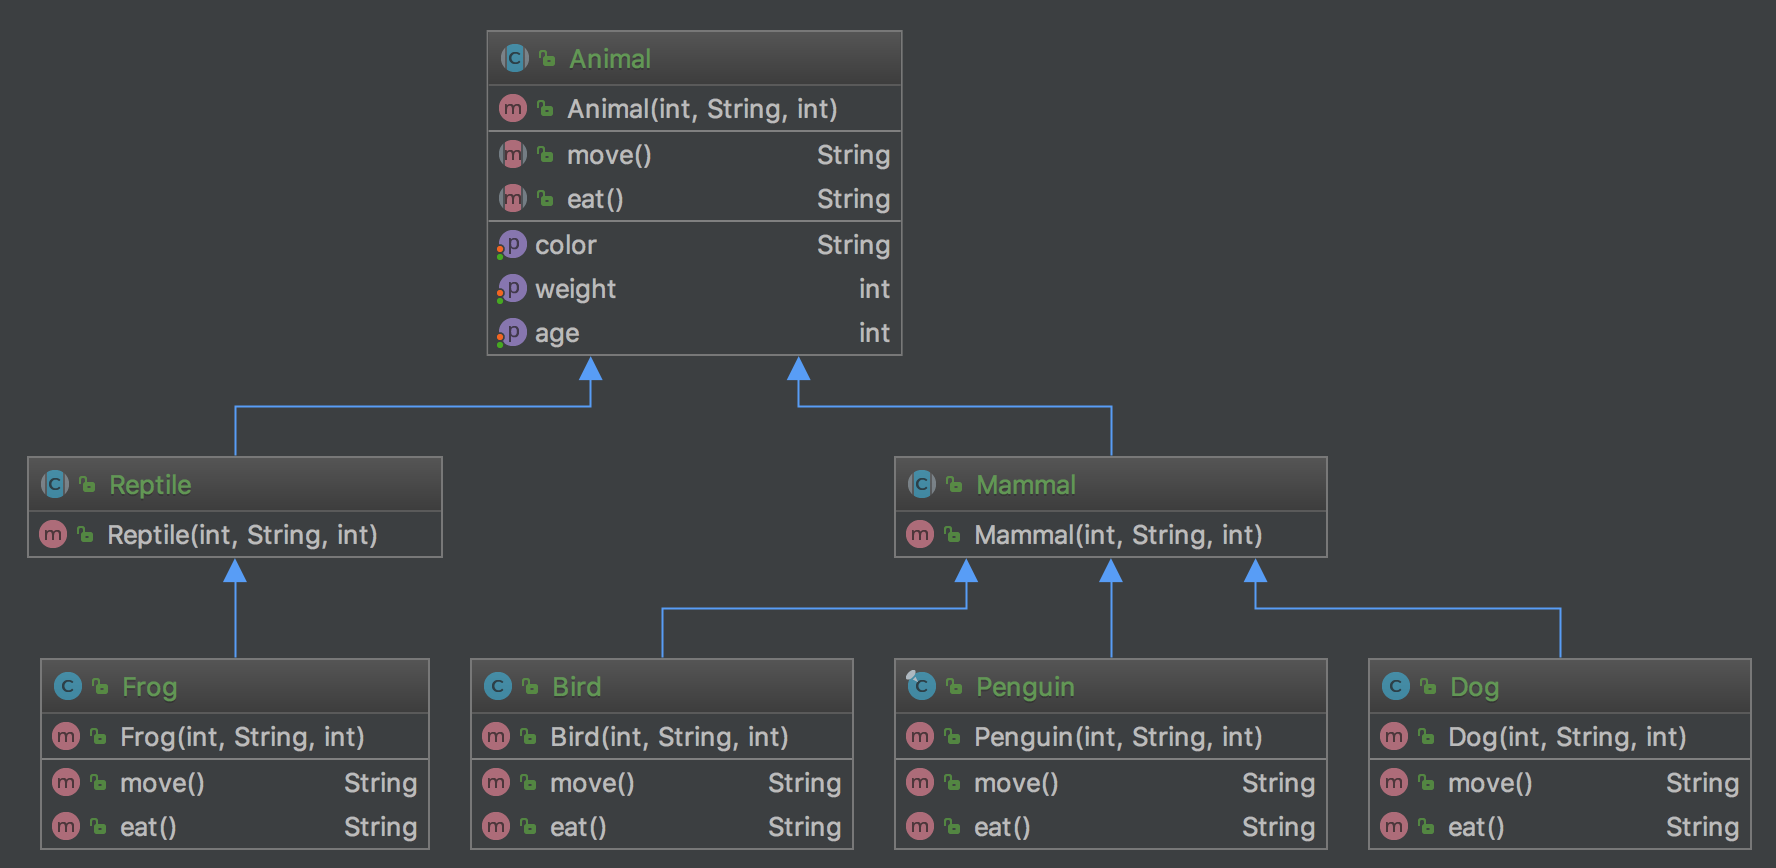 C Animal
m Animal(int, String, int)
m move() String
m eat() String
p color String
p weight int
p age int
C Reptile
m Reptile(int, String, int)
C Mammal
m Mammal(int, String, int)
C Frog
m Frog(int, String, int)
m move() String
m eat() String
C Bird
m Bird(int, String, int)
m move() String
m eat() String
C Penguin
m Penguin(int, String, int)
m move() String
m eat() String
C Dog
m Dog(int, String, int)
m move() String
m eat() String